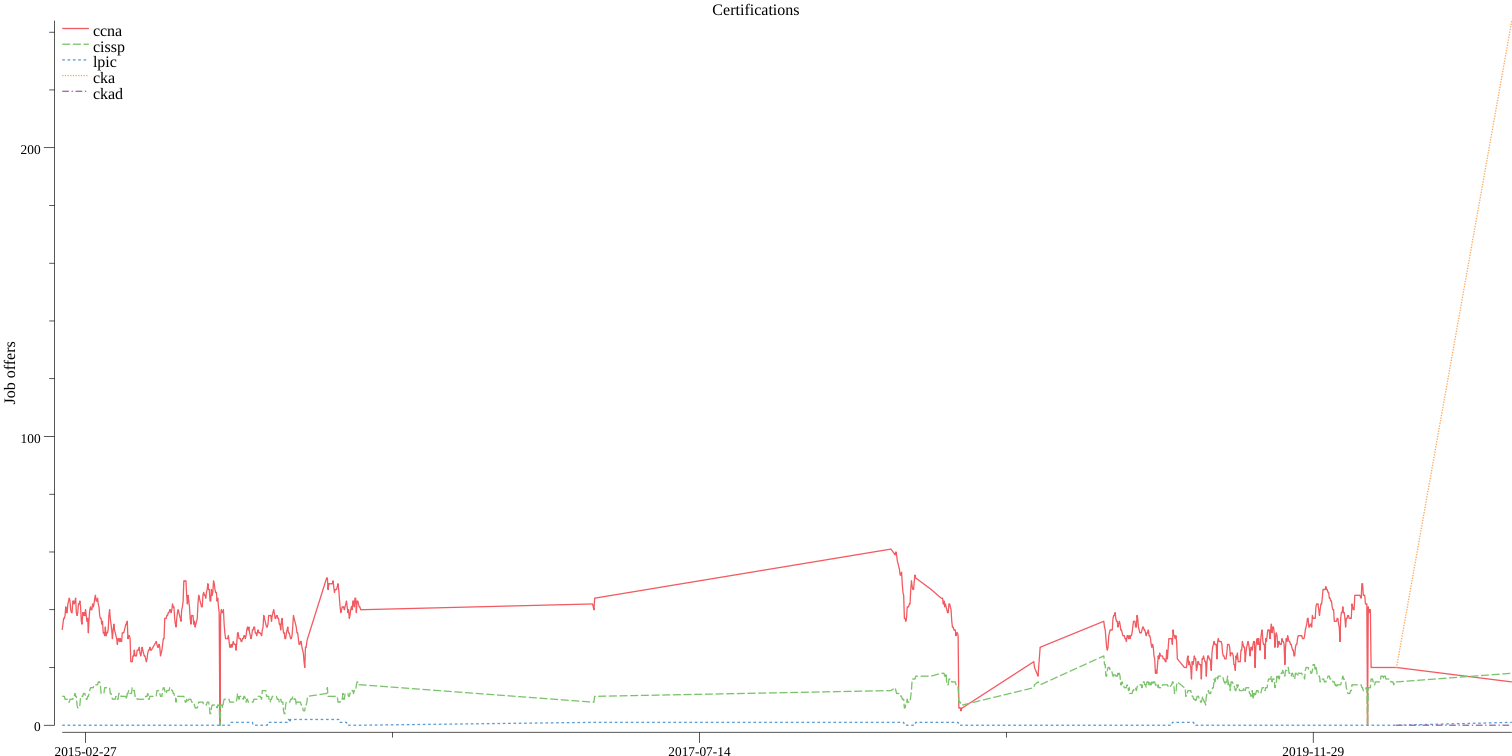 Certifications
ccna
cissp
lpic
cka
ckad
200
100
0
Job offers
2015-02-27
2017-07-14
2019-11-29